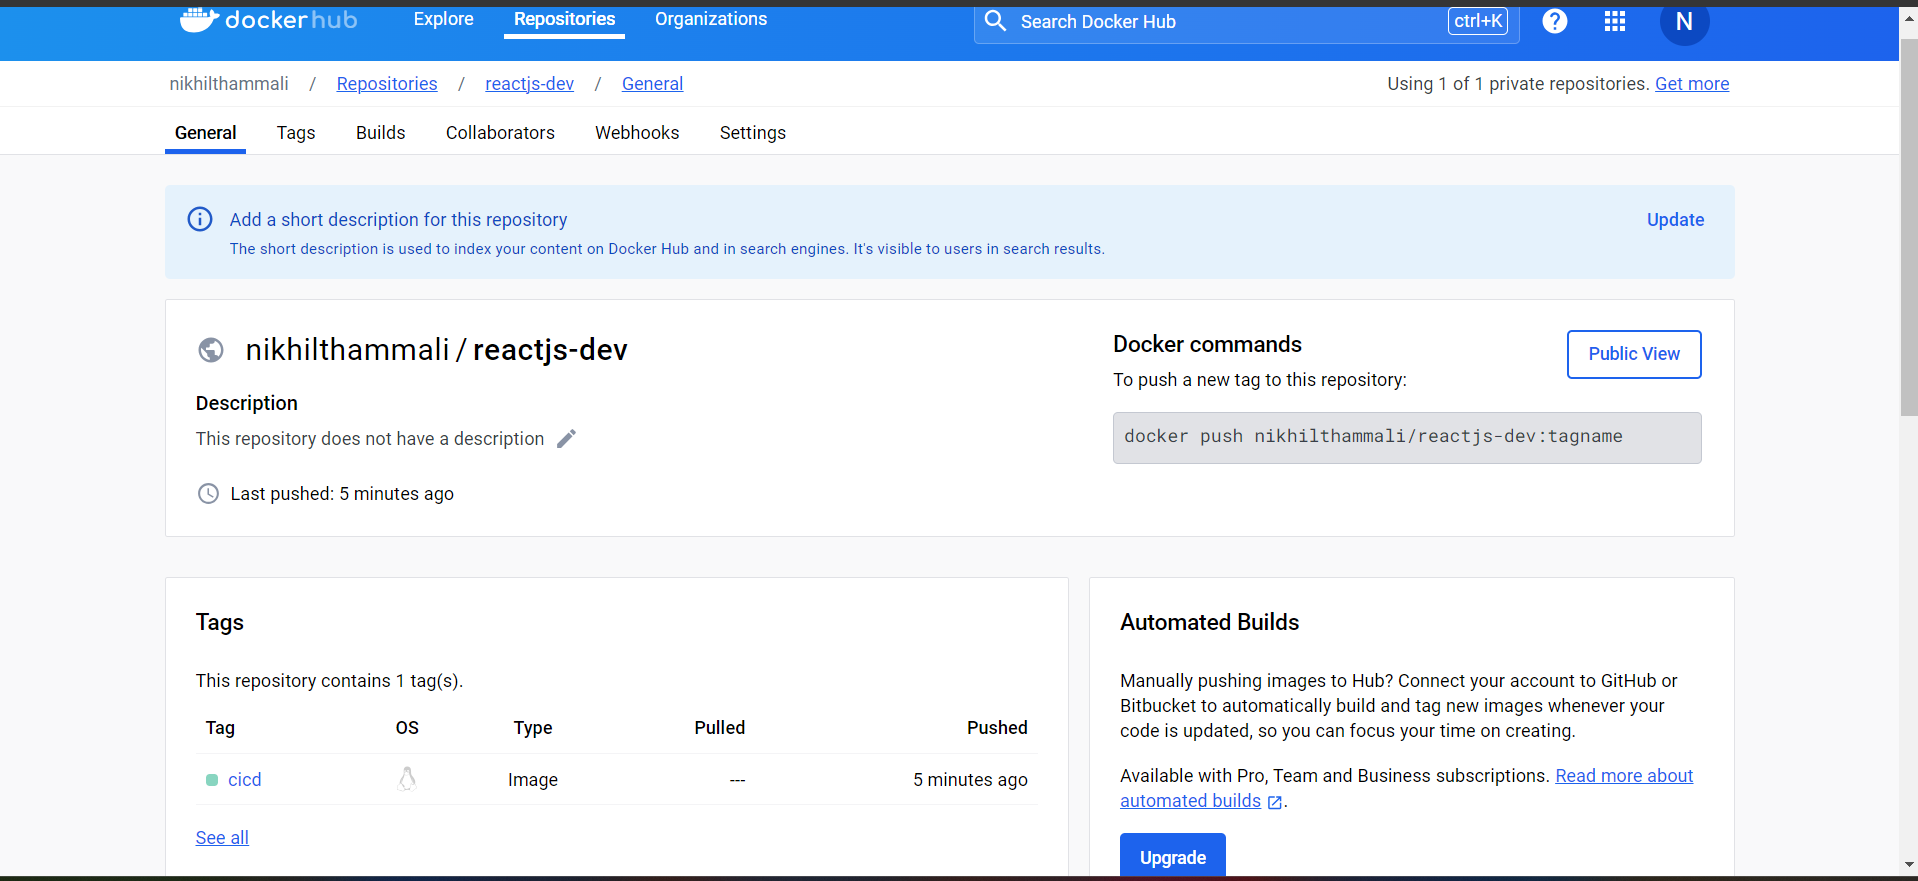 dockerhub Explore Repositories Organizations Search Docker Hub ctrl+K ? N
nikhilthammali / Repositories / reactjs-dev / General Using 1 of 1 private repositories. Get more
General Tags Builds Collaborators Webhooks Settings
Add a short description for this repository Update
The short description is used to index your content on Docker Hub and in search engines. It's visible to users in search results.
nikhilthammali / reactjs-dev
Description
This repository does not have a description
Last pushed: 5 minutes ago
Docker commands
Public View
To push a new tag to this repository:
docker push nikhilthammali/reactjs-dev:tagname
Tags
This repository contains 1 tag(s).
Tag OS Type Pulled Pushed
cicd Image --- 5 minutes ago
See all
Automated Builds
Manually pushing images to Hub? Connect your account to GitHub or
Bitbucket to automatically build and tag new images whenever your
code is updated, so you can focus your time on creating.
Available with Pro, Team and Business subscriptions. Read more about
automated builds .
Upgrade